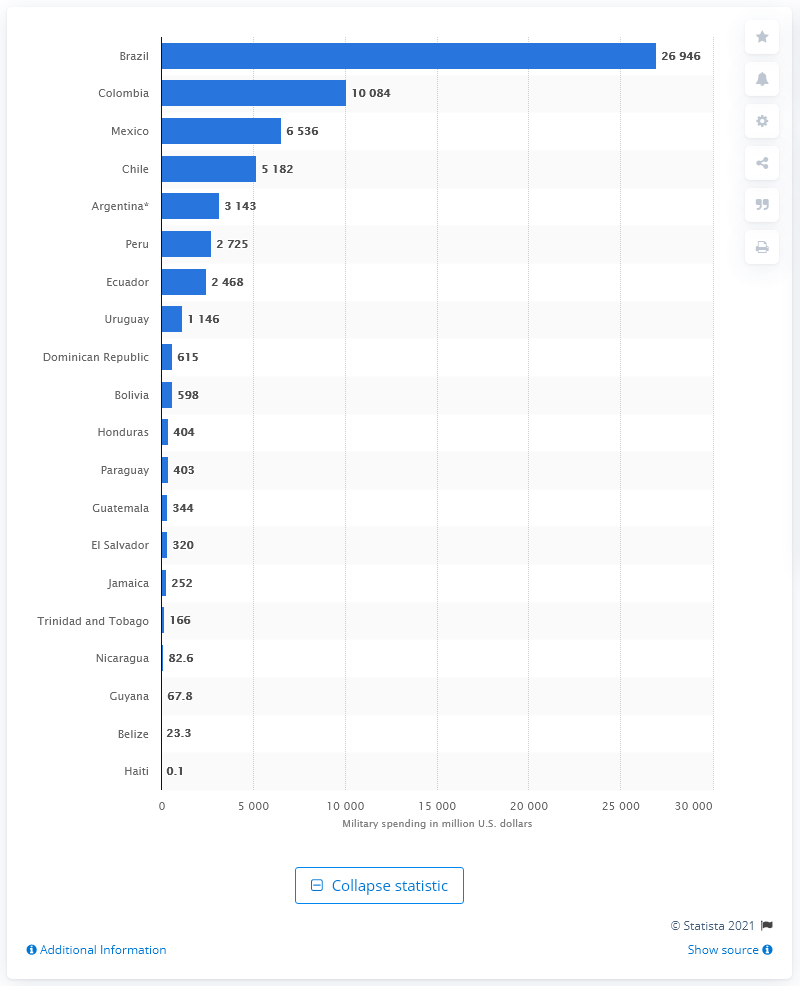 Brazil 26 946
Colombia 10 084
Mexico 6 536
Chile 5 182
Argentina* 3 143
Peru 2 725
Ecuador 2 468
Uruguay 1 146
Dominican Republic 615
Bolivia 598
Honduras 404
Paraguay 403
Guatemala 344
El Salvador 320
Jamaica 252
Trinidad and Tobago 166
Nicaragua 82.6
Guyana 67.8
Belize 23.3
Haiti 0.1
0 5 000 10 000 15 000 20 000 25 000 30 000
Military spending in million U.S. dollars
Collapse statistic
© Statista 2021
Additional Information Show source